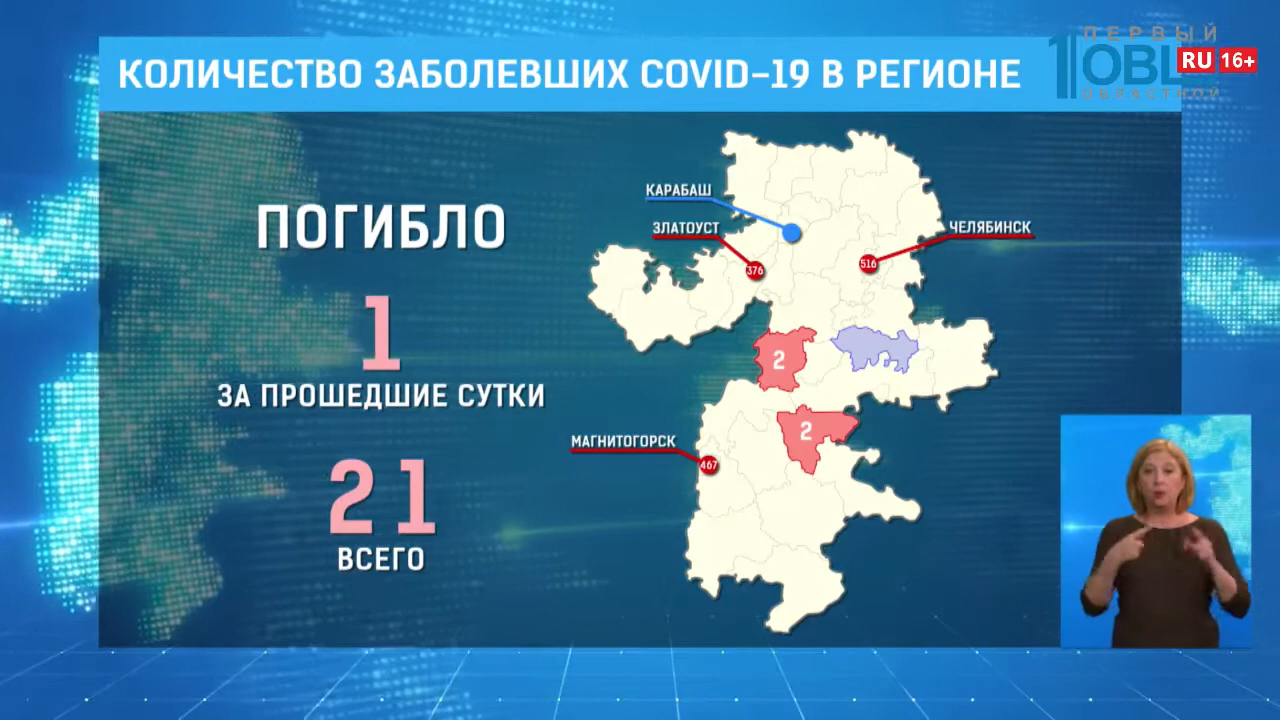 ПЕРВЫЙ
КОЛИЧЕСТВО ЗАБОЛЕВШИХ COVID-19 В РЕГИОНЕ
RU 16+
ОБЛАСТНОЙ
КАРАБАШ
ПОГИБЛО
ЗЛАТОУСТ
ЧЕЛЯБИНСК
376
516
1
2
ЗА ПРОШЕДШИЕ СУТКИ
2
МАГНИТОГОРСК
467
21
ВСЕГО